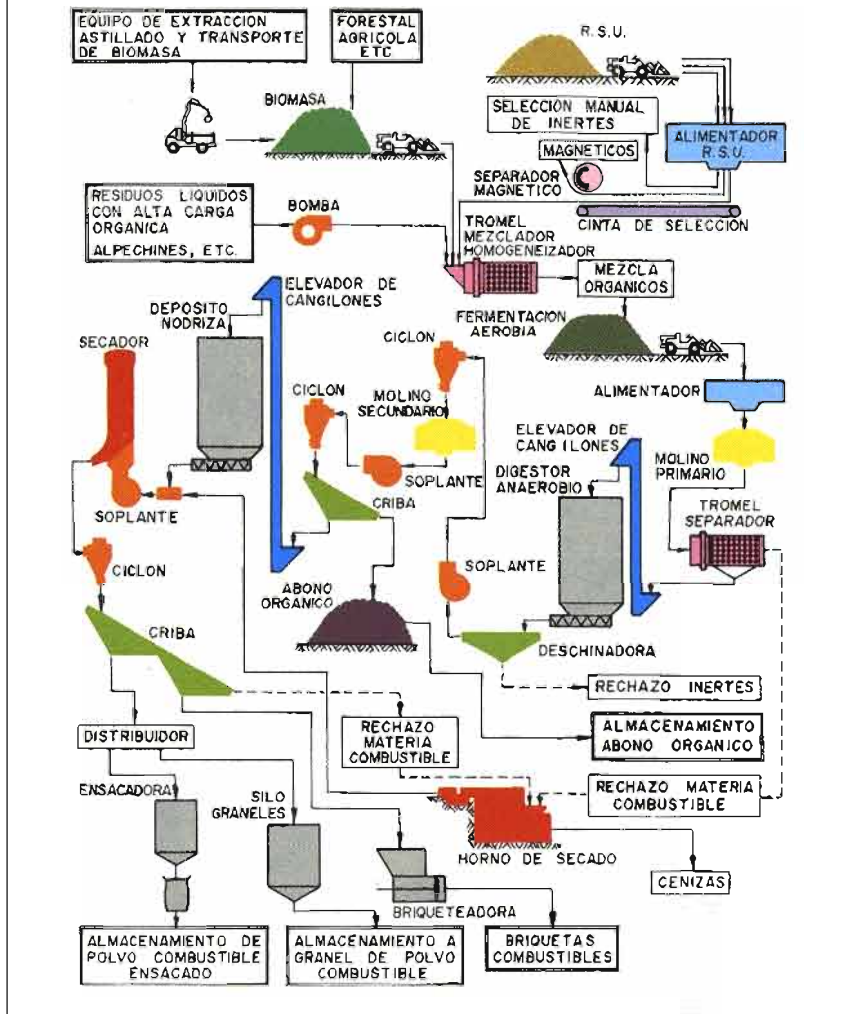 EQUIPO DE EXTRACCION
ASTILLADO Y TRANSPORTE
DE BIOMASA
FORESTAL
AGRICOLA
ETC
R.S.U.
BIOMASA
SELECCION MANUAL
DE INERTES
ALIMENTADOR
R.S.U.
MAGNETICOS
SEPARADOR
MAGNETICO
RESIDUOS LIQUIDOS
CON ALTA CARGA
ORGANICA
ALPECHINES, ETC.
BOMBA
TROMEL
MEZCLADOR
HOMOGENEIZADOR
CINTA DE SELECCIÓN
MEZCLA
ORGANICOS
ELEVADOR DE
CANGILONES
DEPOSITO
NODRIZA
FERMENTACION
AEROBIA
SECADOR
CICLON
CICLON
MOLINO
SECUNDARIO
ALIMENTADOR
ELEVADOR DE
CANGILONES
MOLINO
PRIMARIO
DIGESTOR
ANAEROBIO
SOPLANTE
CRIBA
TROMEL
SEPARADOR
SOPLANTE
CICLON
SOPLANTE
ABONO
ORGANICO
CRIBA
DESCHINADORA
RECHAZO INERTES
RECHAZO
MATERIA
COMBUSTIBLE
ALMACENAMIENTO
ABONO ORGANICO
DISTRIBUIDOR
ENSACADORA
SILO
GRANELES
RECHAZO MATERIA
COMBUSTIBLE
HORNO DE SECADO
CENIZAS
BRIQUETEADORA
ALMACENAMIENTO DE
POLVO COMBUSTIBLE
ENSACADO
ALMACENAMIENTO A
GRANEL DE POLVO
COMBUSTIBLE
BRIQUETAS
COMBUSTIBLES